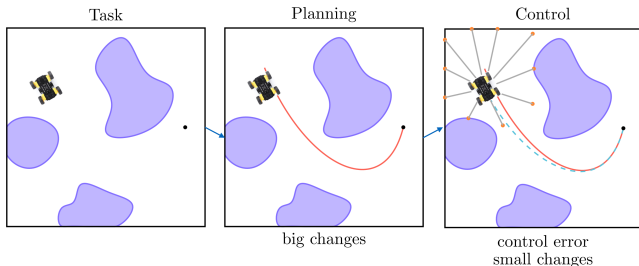 Task
Planning
Control
big changes
control error
small changes